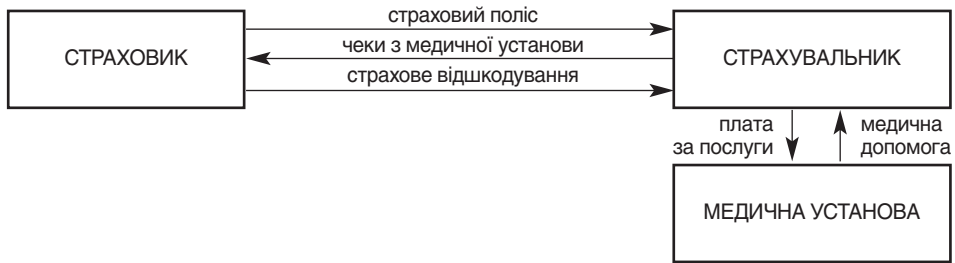 страховий поліс
СТРАХОВИК
чеки з медичної установи
СТРАХУВАЛЬНИК
страхове відшкодування
плата
за послуги
медична
допомога
МЕДИЧНА УСТАНОВА